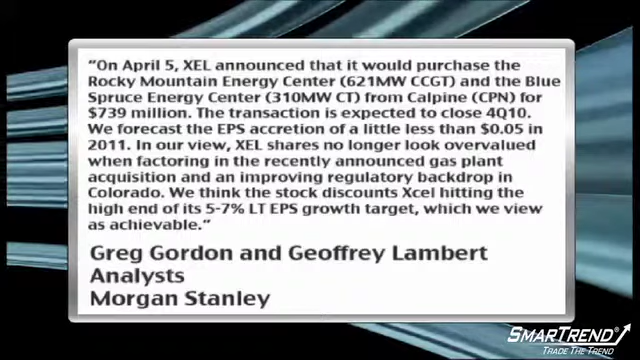 “On April 5, XEL announced that it would purchase the
Rocky Mountain Energy Center (621MW CCGT) and the Blue
Spruce Energy Center (310MW CT) from Calpine (CPN) for
$739 million. The transaction is expected to close 4Q10.
We forecast the EPS accretion of a little less than $0.05 in
2011. In our view, XEL shares no longer look overvalued
when factoring in the recently announced gas plant
acquisition and an improving regulatory backdrop in
Colorado. We think the stock discounts Xcel hitting the
high end of its 5-7% LT EPS growth target, which we view
as achievable.”
Greg Gordon and Geoffrey Lambert
Analysts
Morgan Stanley
SMARTREND
TRADE THE TREND